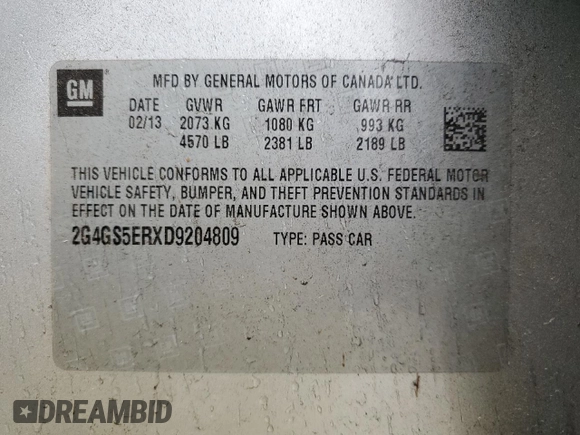 GM ®
MFD BY GENERAL MOTORS OF CANADA LTD.
DATE GVWR GAWR FRT GAWR RR
02/13 2073 KG 1080 KG 993 KG
4570 LB 2381 LB 2189 LB
THIS VEHICLE CONFORMS TO ALL APPLICABLE U.S. FEDERAL MOTOR
VEHICLE SAFETY, BUMPER, AND THEFT PREVENTION STANDARDS IN
EFFECT ON THE DATE OF MANUFACTURE SHOWN ABOVE.
2G4GS5ERXD9204809 TYPE: PASS CAR
DREAMBID